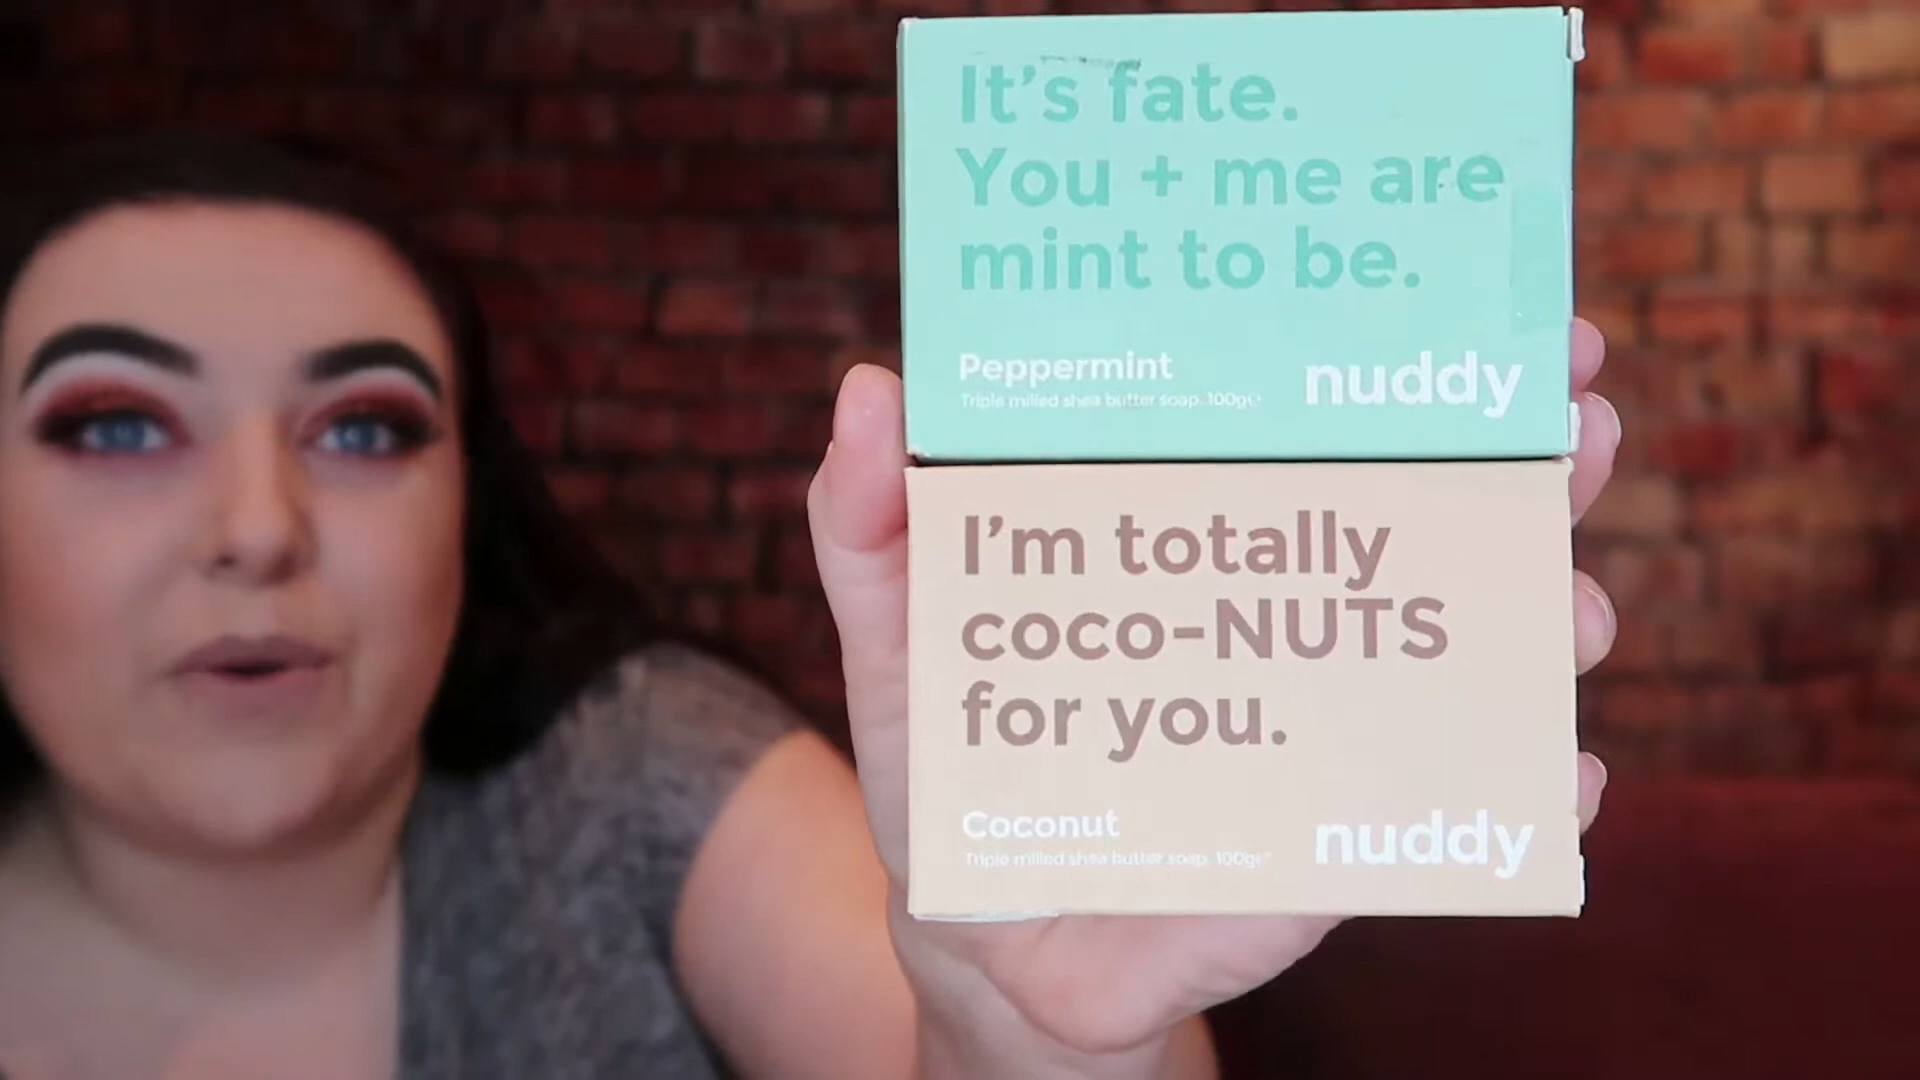 It's fate.
You + me are
mint to be.
Peppermint
Triple milled shea butter soap. 100g℮
nuddy
I'm totally
coco-NUTS
for you.
Coconut
Triple milled shea butter soap. 100g℮
nuddy